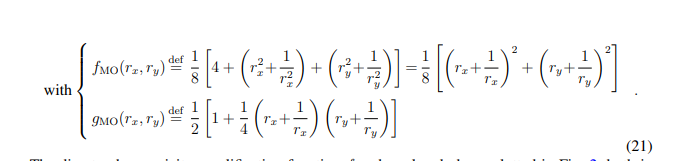 with { f_MO(r_x, r_y) def= 1/8 [4 + (r_x^2 + 1/r_x^2) + (r_y^2 + 1/r_y^2)] = 1/8 [(r_x + 1/r_x)^2 + (r_y + 1/r_y)^2]
g_MO(r_x, r_y) def= 1/2 [1 + 1/4 (r_x + 1/r_x) (r_y + 1/r_y)] .
(21)